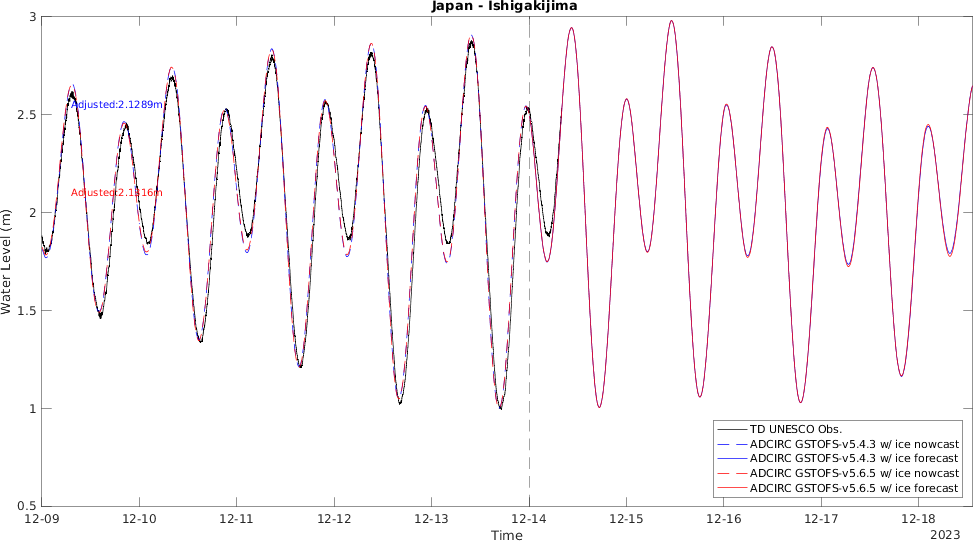 Japan - Ishigakijima
3
2.5
2
1.5
1
0.5
Water Level (m)
Adjusted:2.1289m
Adjusted:2.1916m
TD UNESCO Obs.
ADCIRC GSTOFS-v5.4.3 w/ ice nowcast
ADCIRC GSTOFS-v5.4.3 w/ ice forecast
ADCIRC GSTOFS-v5.6.5 w/ ice nowcast
ADCIRC GSTOFS-v5.6.5 w/ ice forecast
12-09 12-10 12-11 12-12 12-13 12-14 12-15 12-16 12-17 12-18
Time
2023